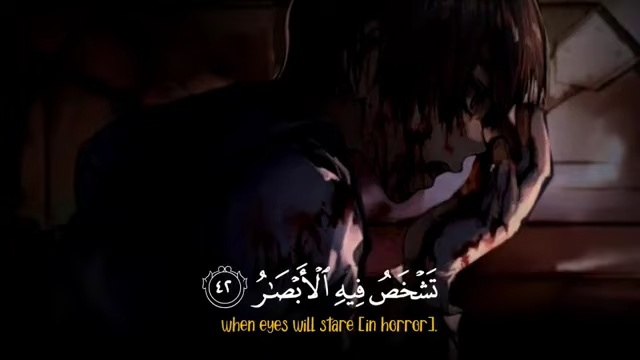 تَشْخَصُ فِيهِ ٱلْأَبْصَٰرُ ٤٢
when eyes will stare [in horror].